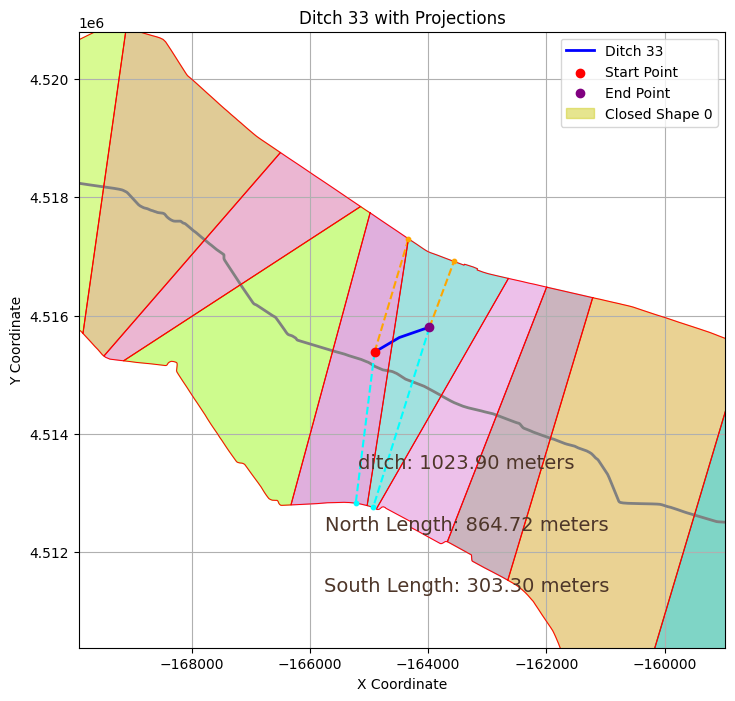 Ditch 33 with Projections
1e6
Ditch 33
Start Point
End Point
Closed Shape 0
4.520
4.518
4.516
4.514
4.512
Y Coordinate
ditch: 1023.90 meters
North Length: 864.72 meters
South Length: 303.30 meters
−168000 −166000 −164000 −162000 −160000
X Coordinate